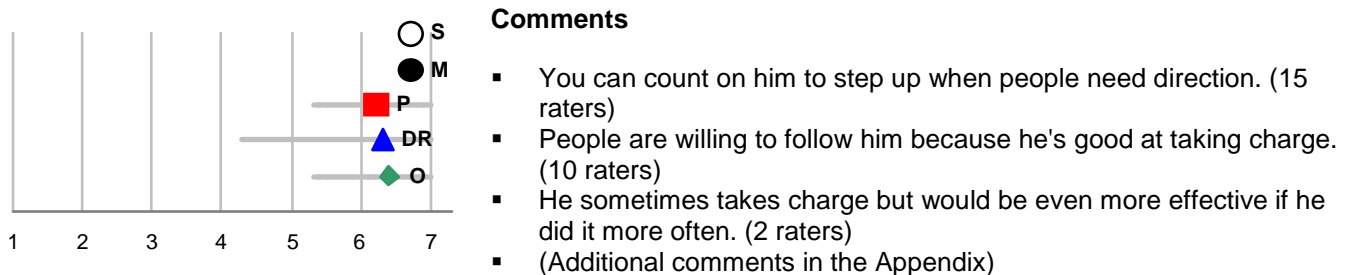 S
M
P
DR
O
1 2 3 4 5 6 7
Comments
▪ You can count on him to step up when people need direction. (15
raters)
▪ People are willing to follow him because he's good at taking charge.
(10 raters)
▪ He sometimes takes charge but would be even more effective if he
did it more often. (2 raters)
▪ (Additional comments in the Appendix)